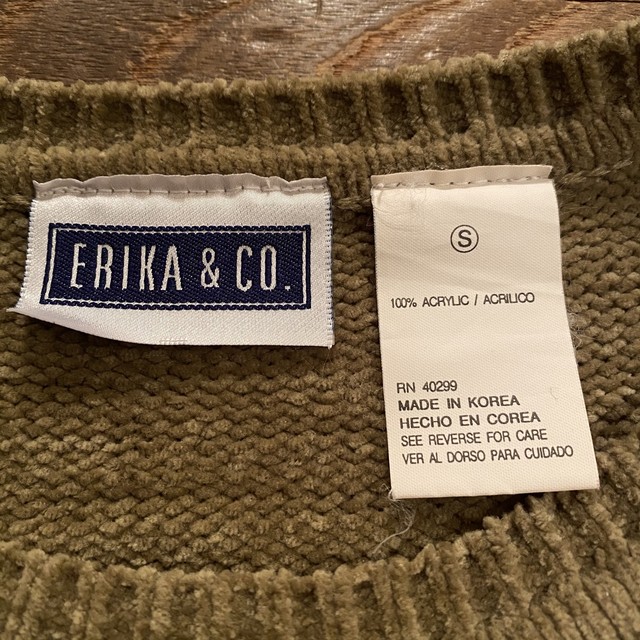 ERIKA & CO.
S
100% ACRYLIC / ACRILICO
RN 40299
MADE IN KOREA
HECHO EN COREA
SEE REVERSE FOR CARE
VER AL DORSO PARA CUIDADO